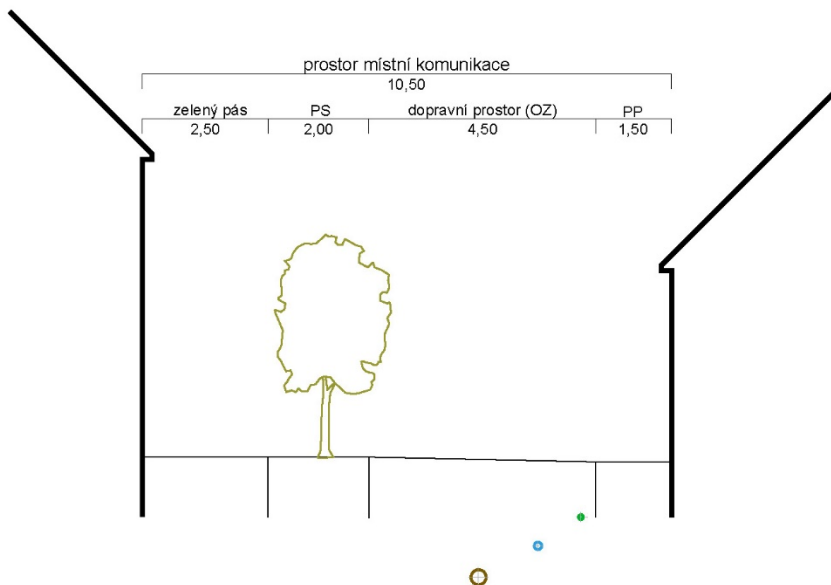 prostor místní komunikace
10,50
zelený pás PS dopravní prostor (OZ) PP
2,50 2,00 4,50 1,50